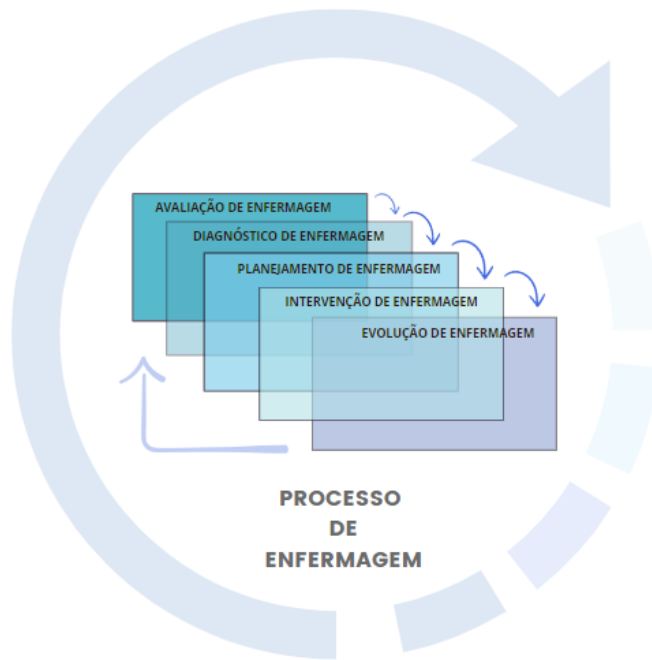 AVALIAÇÃO DE ENFERMAGEM
DIAGNÓSTICO DE ENFERMAGEM
PLANEJAMENTO DE ENFERMAGEM
INTERVENÇÃO DE ENFERMAGEM
EVOLUÇÃO DE ENFERMAGEM
PROCESSO
DE
ENFERMAGEM